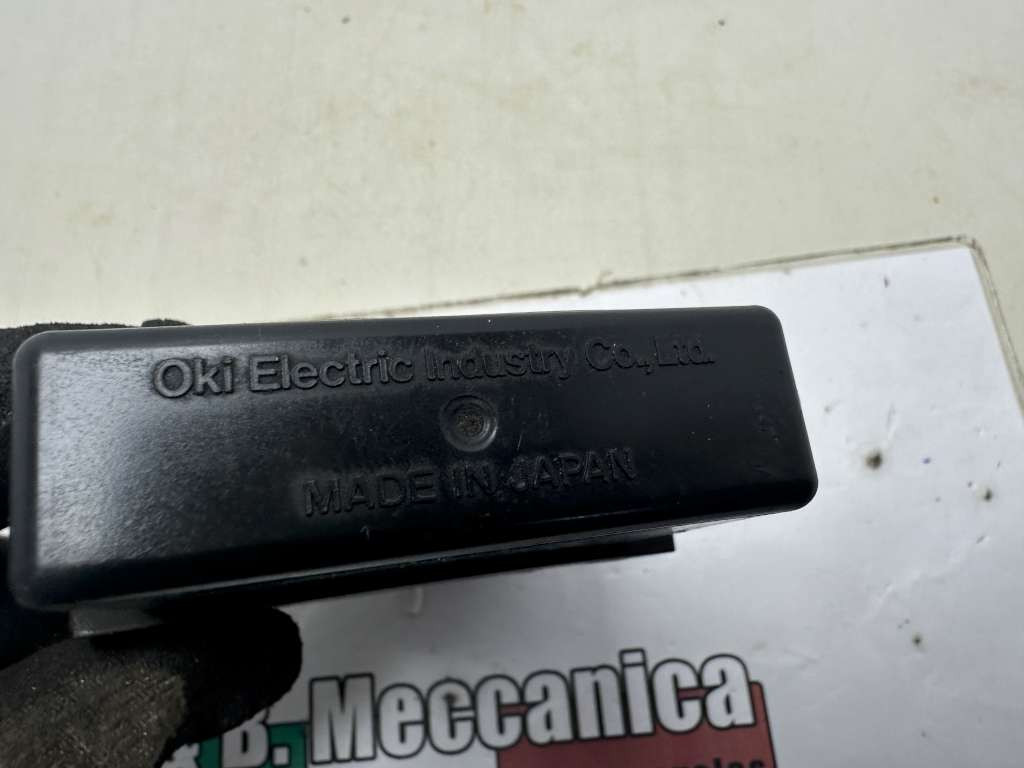 Oki Electric Industry Co., Ltd.
MADE IN JAPAN
& B. Meccanica